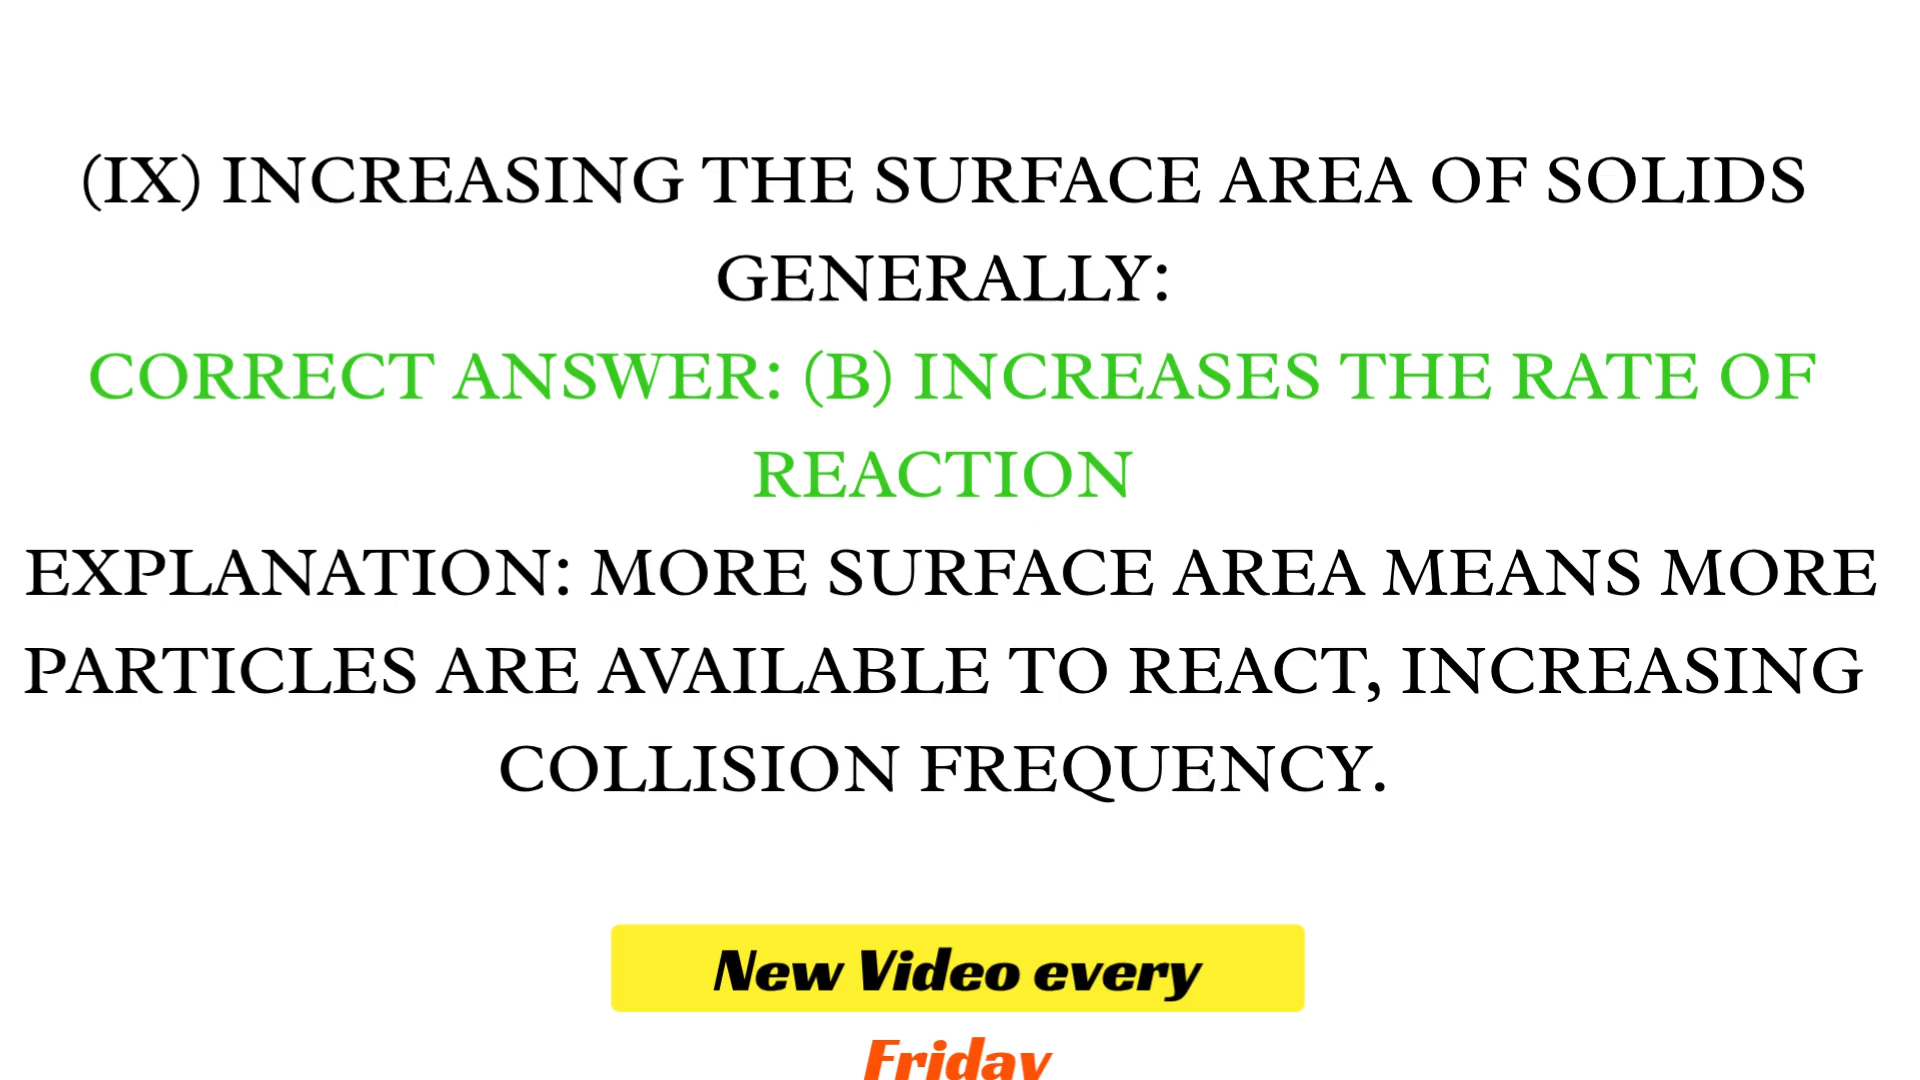 (IX) INCREASING THE SURFACE AREA OF SOLIDS
GENERALLY:
CORRECT ANSWER: (B) INCREASES THE RATE OF
REACTION
EXPLANATION: MORE SURFACE AREA MEANS MORE
PARTICLES ARE AVAILABLE TO REACT, INCREASING
COLLISION FREQUENCY.
New Video every
Friday